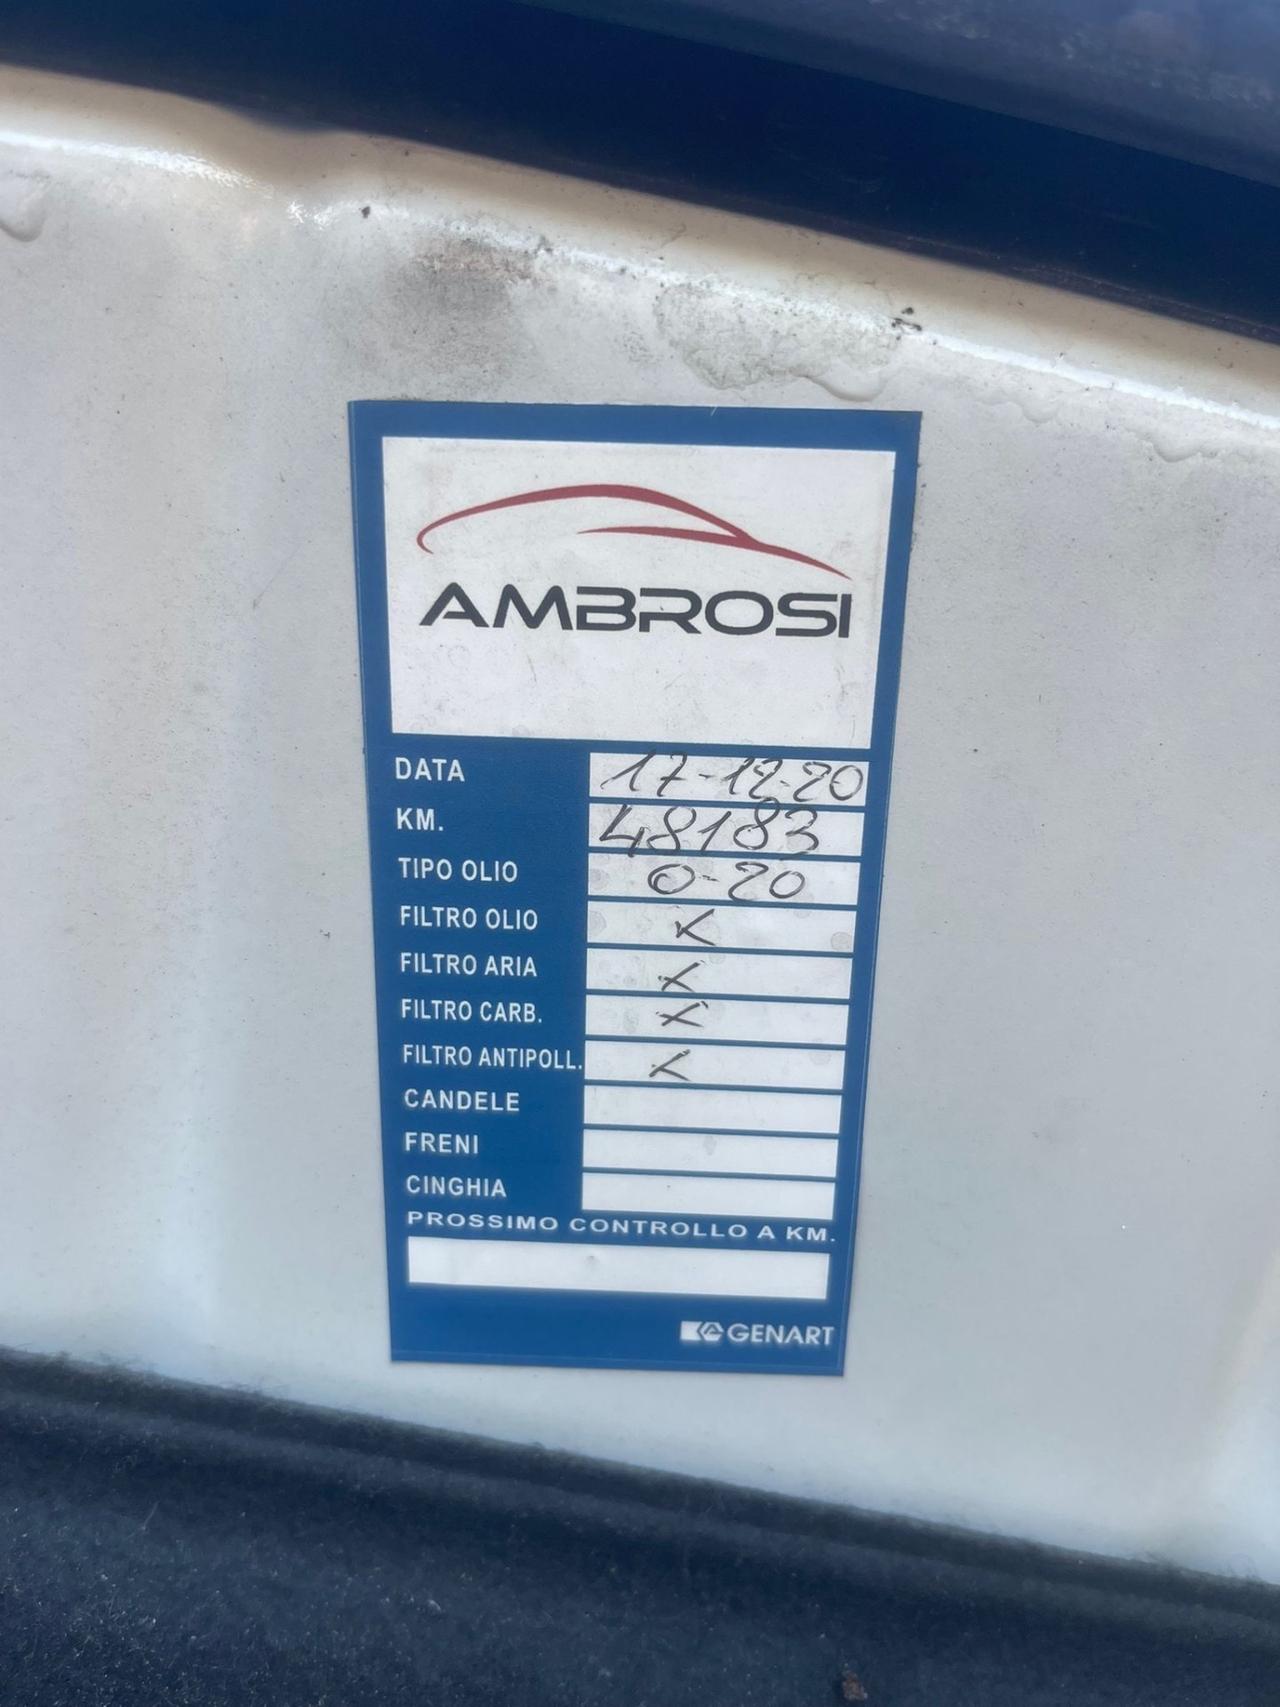 AMBROSI
DATA 17-12-20
KM. 48183
TIPO OLIO 0-20
FILTRO OLIO X
FILTRO ARIA X
FILTRO CARB. X
FILTRO ANTIPOLL. X
CANDELE
FRENI
CINGHIA
PROSSIMO CONTROLLO A KM.
GENART